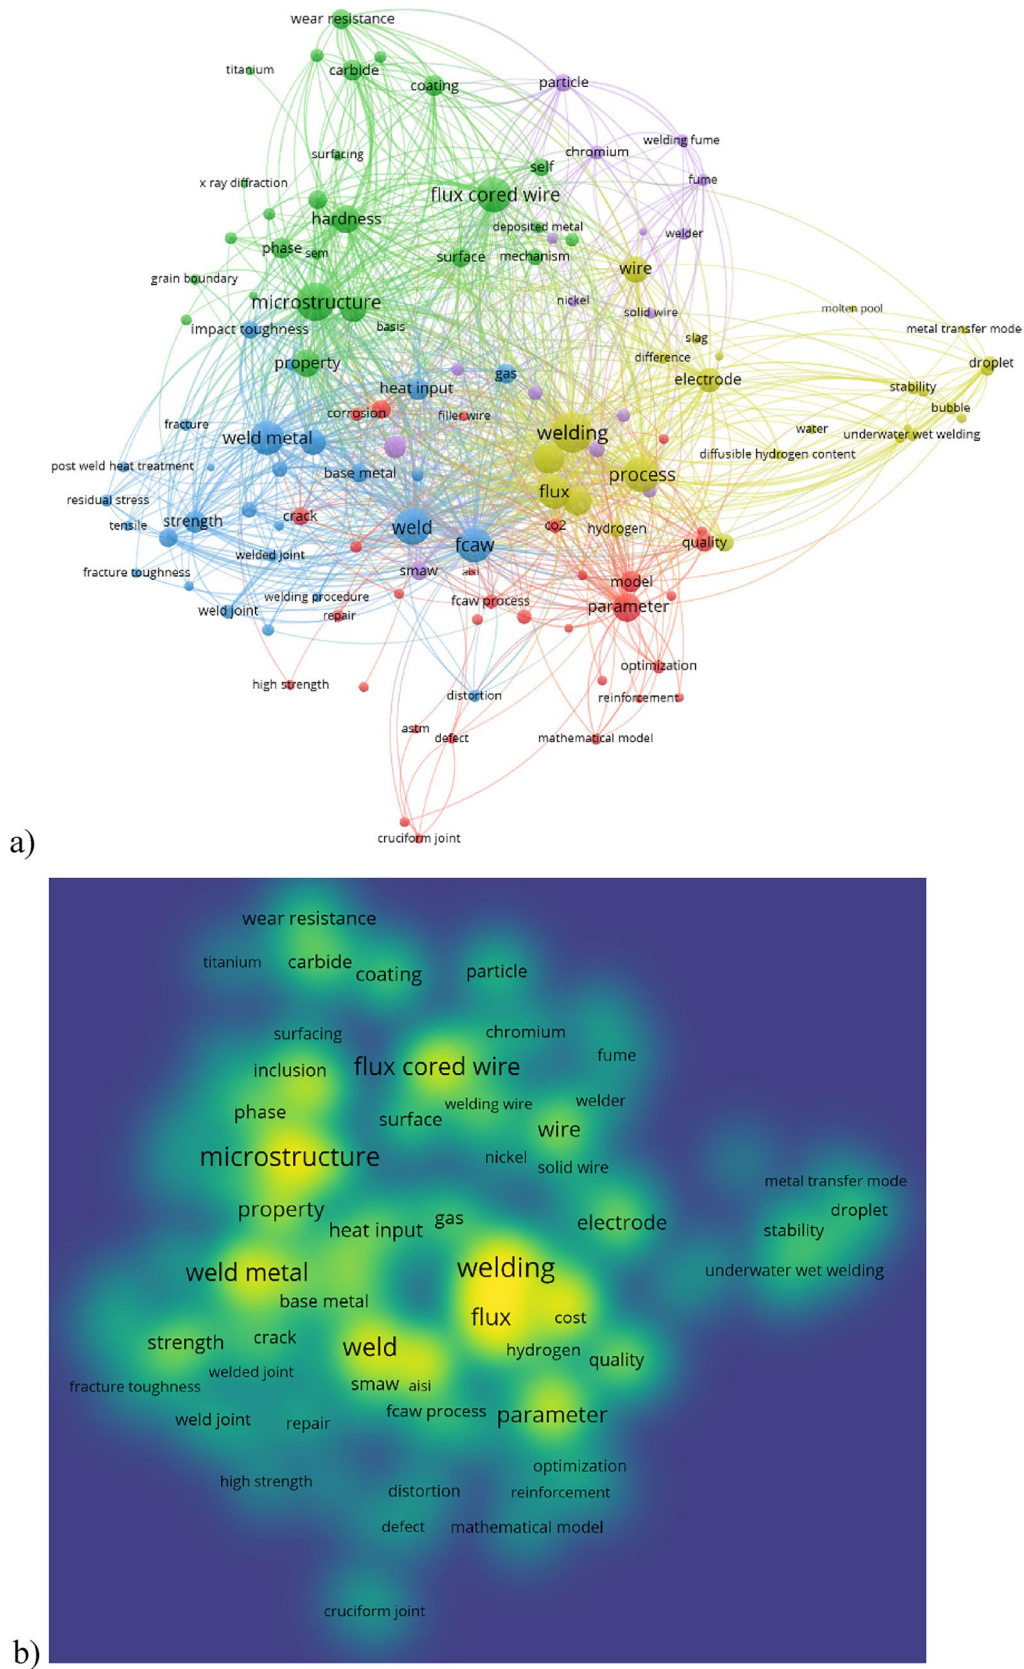 wear resistance
titanium
carbide
coating
particle
surfacing
welding fume
chromium
x ray diffraction
self
fume
flux cored wire
hardness
deposited metal
welder
phase
sem
surface
mechanism
wire
grain boundary
microstructure
nickel
solid wire
molten pool
impact toughness
basis
slag
metal transfer mode
property
gas
difference
droplet
heat input
electrode
stability
corrosion
filler wire
bubble
fracture
weld metal
welding
water
underwater wet welding
post weld heat treatment
base metal
process
diffusible hydrogen content
residual stress
flux
tensile
strength
crack
weld
co2
hydrogen
fcaw
quality
welded joint
fracture toughness
smaw
aisi
model
welding procedure
fcaw process
parameter
weld joint
repair
optimization
high strength
distortion
reinforcement
astm
defect
mathematical model
cruciform joint
a)
wear resistance
titanium
carbide
coating
particle
surfacing
chromium
inclusion
flux cored wire
fume
phase
surface
welding wire
welder
wire
microstructure
nickel
solid wire
metal transfer mode
property
heat input
gas
electrode
droplet
stability
weld metal
welding
underwater wet welding
base metal
flux
cost
strength
crack
weld
hydrogen
quality
welded joint
fracture toughness
smaw
aisi
weld joint
repair
fcaw process
parameter
optimization
high strength
distortion
reinforcement
defect
mathematical model
cruciform joint
b)